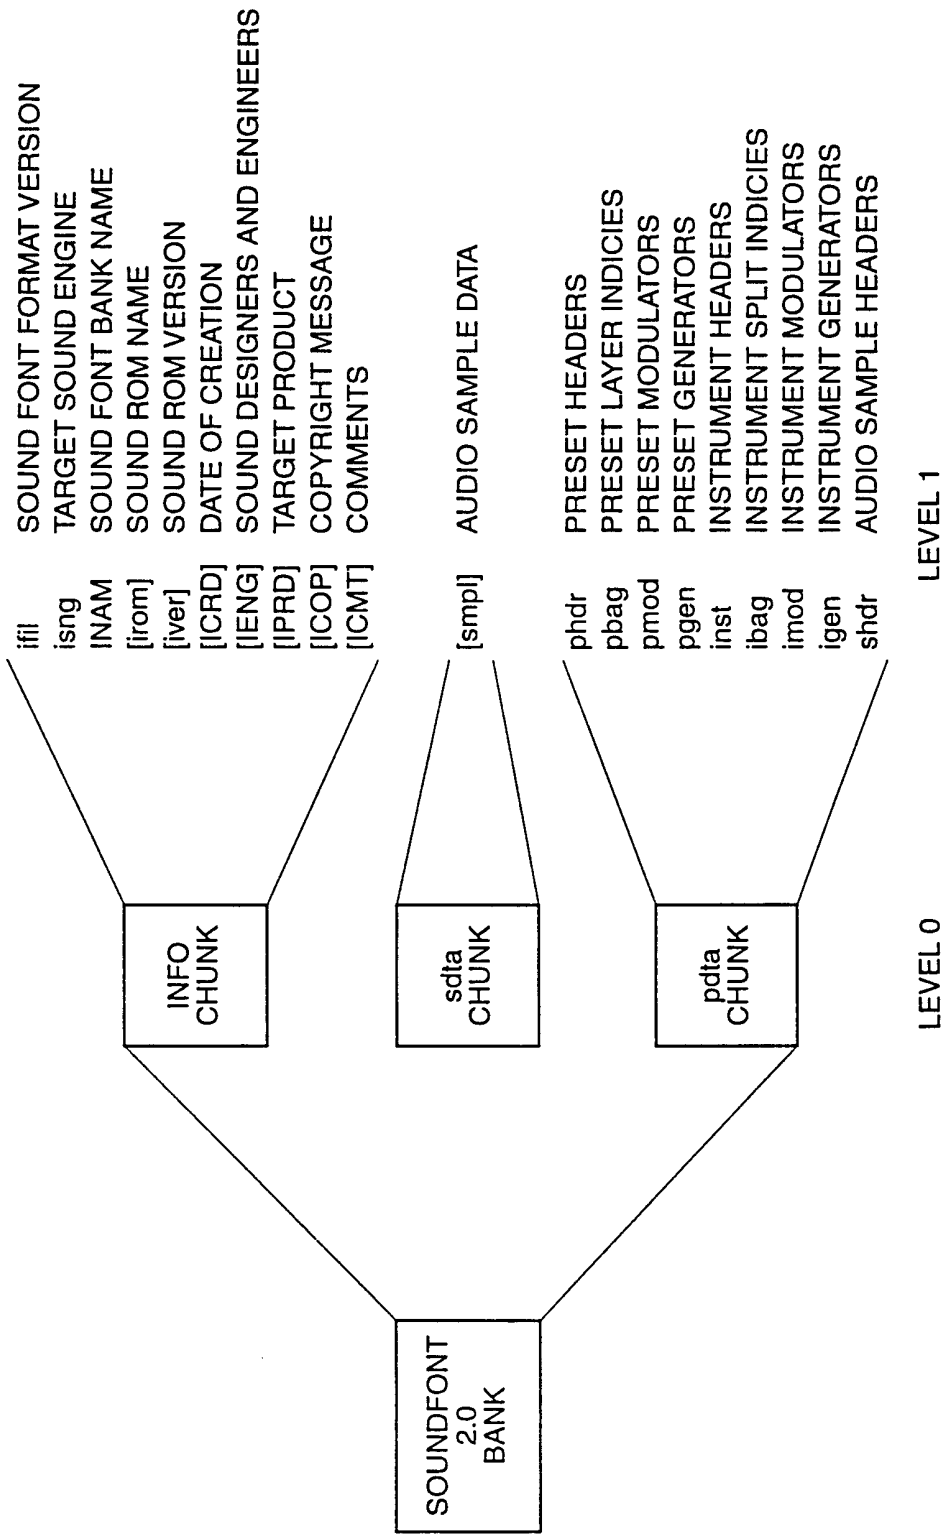 SOUNDFONT
2.0
BANK
INFO
CHUNK
sdta
CHUNK
pdta
CHUNK
LEVEL 0
ifil SOUND FONT FORMAT VERSION
isng TARGET SOUND ENGINE
INAM SOUND FONT BANK NAME
[irom] SOUND ROM NAME
[iver] SOUND ROM VERSION
[ICRD] DATE OF CREATION
[IENG] SOUND DESIGNERS AND ENGINEERS
[IPRD] TARGET PRODUCT
[ICOP] COPYRIGHT MESSAGE
[ICMT] COMMENTS
[smpl] AUDIO SAMPLE DATA
phdr PRESET HEADERS
pbag PRESET LAYER INDICIES
pmod PRESET MODULATORS
pgen PRESET GENERATORS
inst INSTRUMENT HEADERS
ibag INSTRUMENT SPLIT INDICIES
imod INSTRUMENT MODULATORS
igen INSTRUMENT GENERATORS
shdr AUDIO SAMPLE HEADERS
LEVEL 1